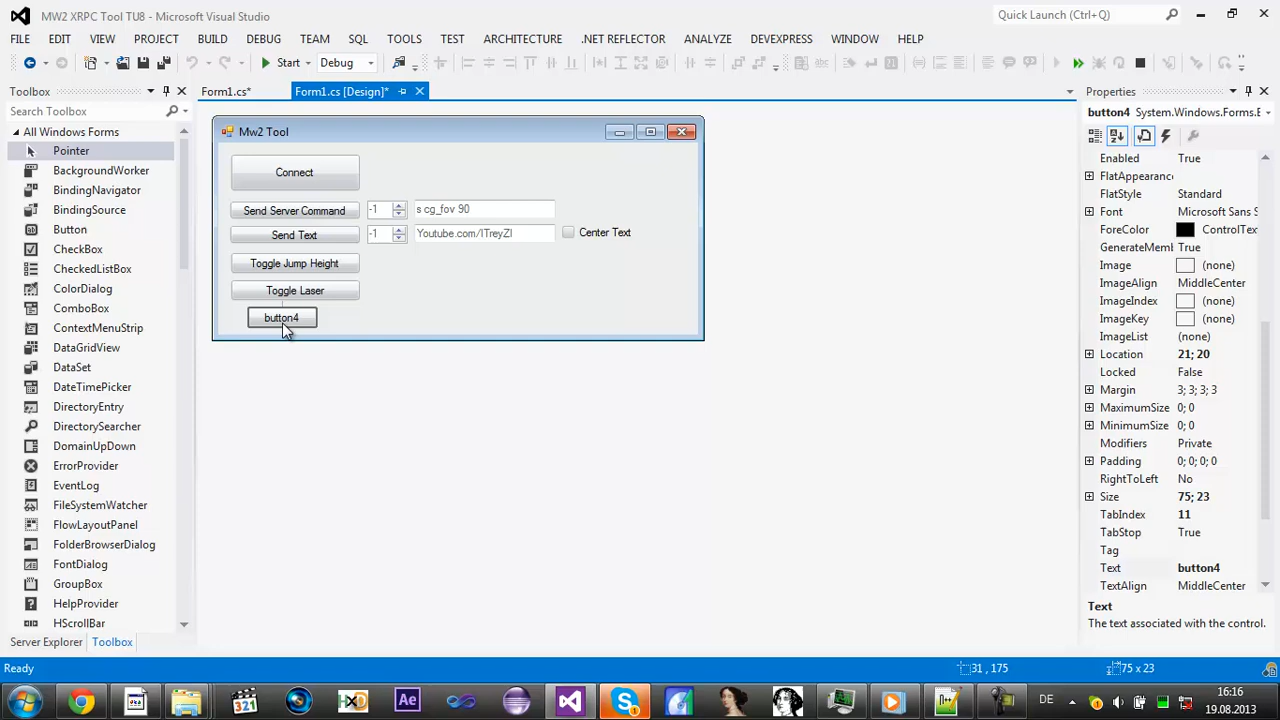 MW2 XRPC Tool TU8 - Microsoft Visual Studio
Quick Launch (Ctrl+Q)
FILE EDIT VIEW PROJECT BUILD DEBUG TEAM SQL TOOLS TEST ARCHITECTURE .NET REFLECTOR ANALYZE DEVEXPRESS WINDOW HELP
Start Debug
Toolbox
Form1.cs* Form1.cs [Design]*
Properties
Search Toolbox
All Windows Forms
Pointer
BackgroundWorker
BindingNavigator
BindingSource
Button
CheckBox
CheckedListBox
ColorDialog
ComboBox
ContextMenuStrip
DataGridView
DataSet
DateTimePicker
DirectoryEntry
DirectorySearcher
DomainUpDown
ErrorProvider
EventLog
FileSystemWatcher
FlowLayoutPanel
FolderBrowserDialog
FontDialog
GroupBox
HelpProvider
HScrollBar
Server Explorer Toolbox
Mw2 Tool
Connect
Send Server Command -1 s cg_fov 90
Send Text -1 Youtube.com/ITreyZI Center Text
Toggle Jump Height
Toggle Laser
button4
button4 System.Windows.Forms.B
Enabled True
FlatAppearanc
FlatStyle Standard
Font Microsoft Sans S
ForeColor ControlTex
GenerateMemb True
Image (none)
ImageAlign MiddleCenter
ImageIndex (none)
ImageKey (none)
ImageList (none)
Location 21; 20
Locked False
Margin 3; 3; 3; 3
MaximumSize 0; 0
MinimumSize 0; 0
Modifiers Private
Padding 0; 0; 0; 0
RightToLeft No
Size 75; 23
TabIndex 11
TabStop True
Tag
Text button4
TextAlign MiddleCenter
Text
The text associated with the control.
Ready
31 , 175
75 x 23
321
HxD
Ae
DE
16:16
19.08.2013